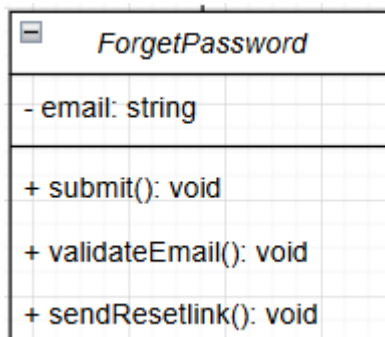 ForgetPassword
- email: string
+ submit(): void
+ validateEmail(): void
+ sendResetlink(): void